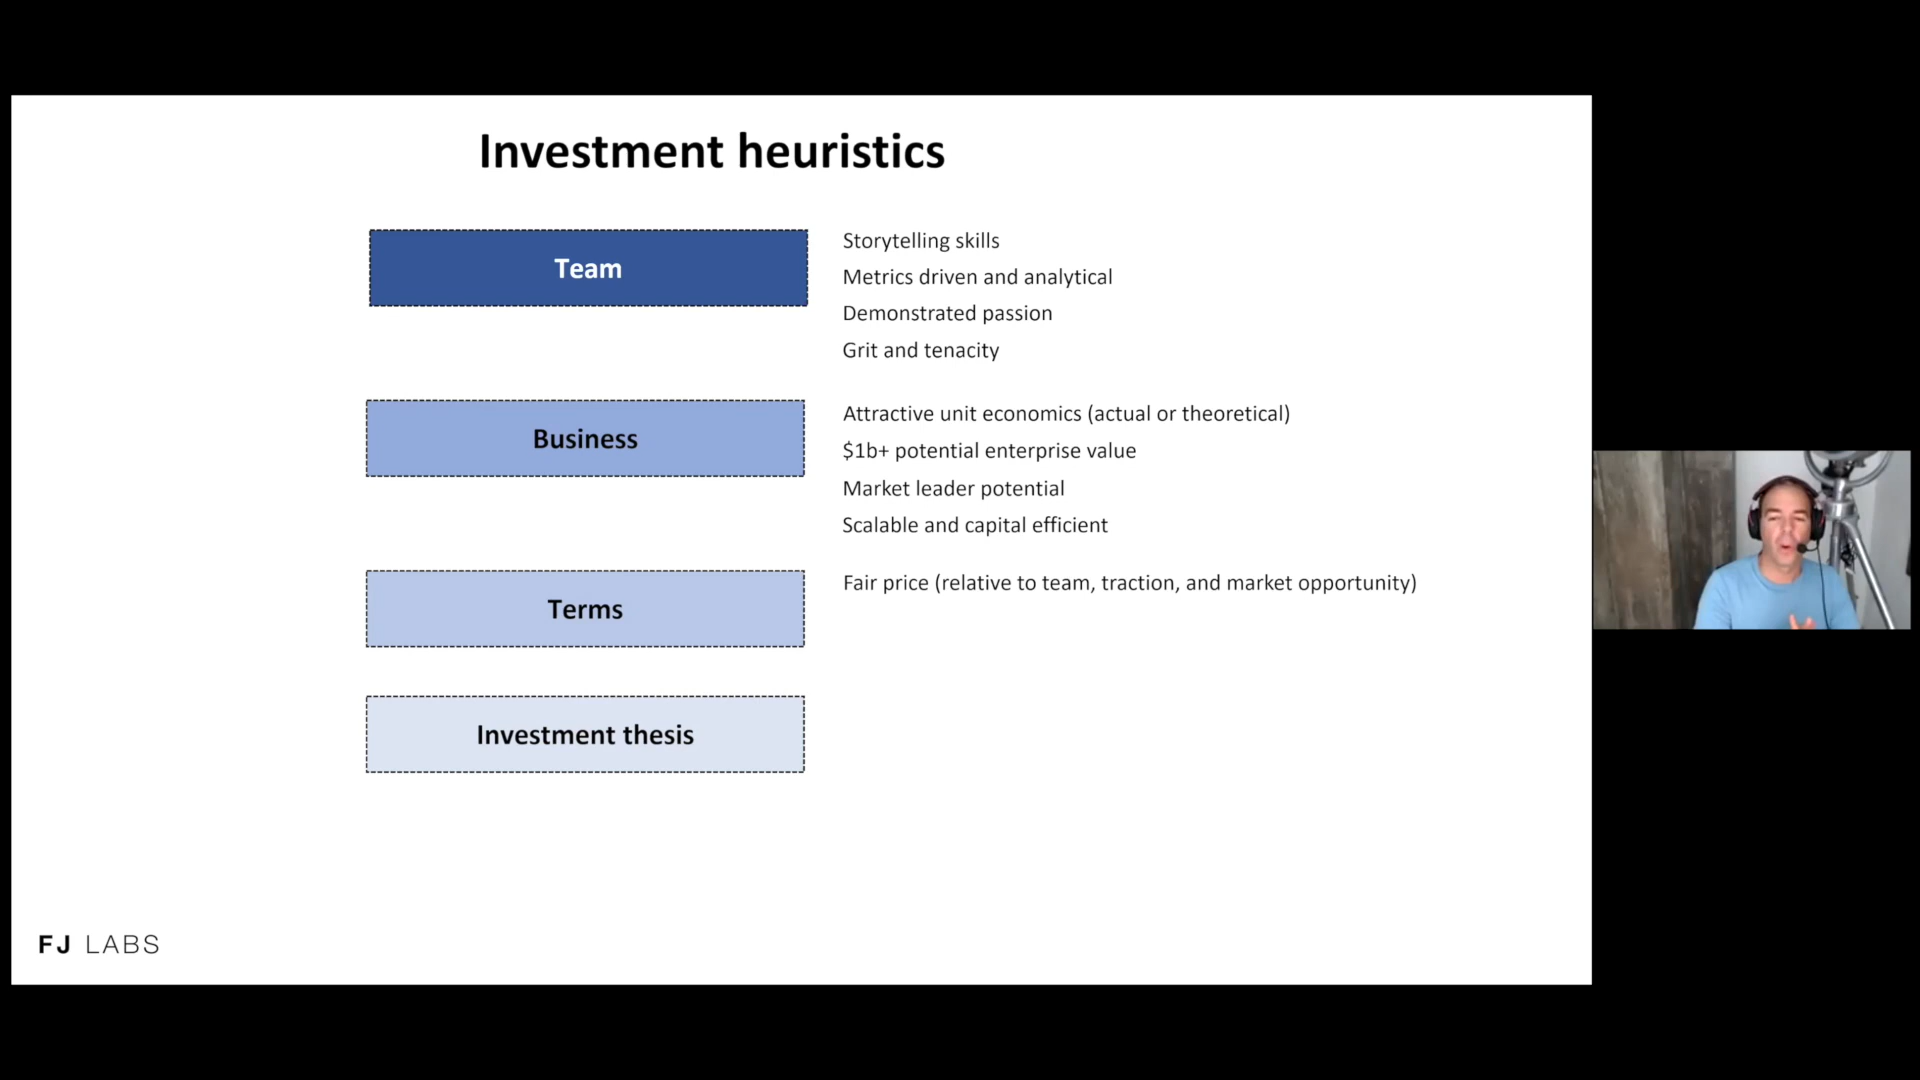 Investment heuristics
Team
Storytelling skills
Metrics driven and analytical
Demonstrated passion
Grit and tenacity
Business
Attractive unit economics (actual or theoretical)
$1b+ potential enterprise value
Market leader potential
Scalable and capital efficient
Terms
Fair price (relative to team, traction, and market opportunity)
Investment thesis
FJ LABS